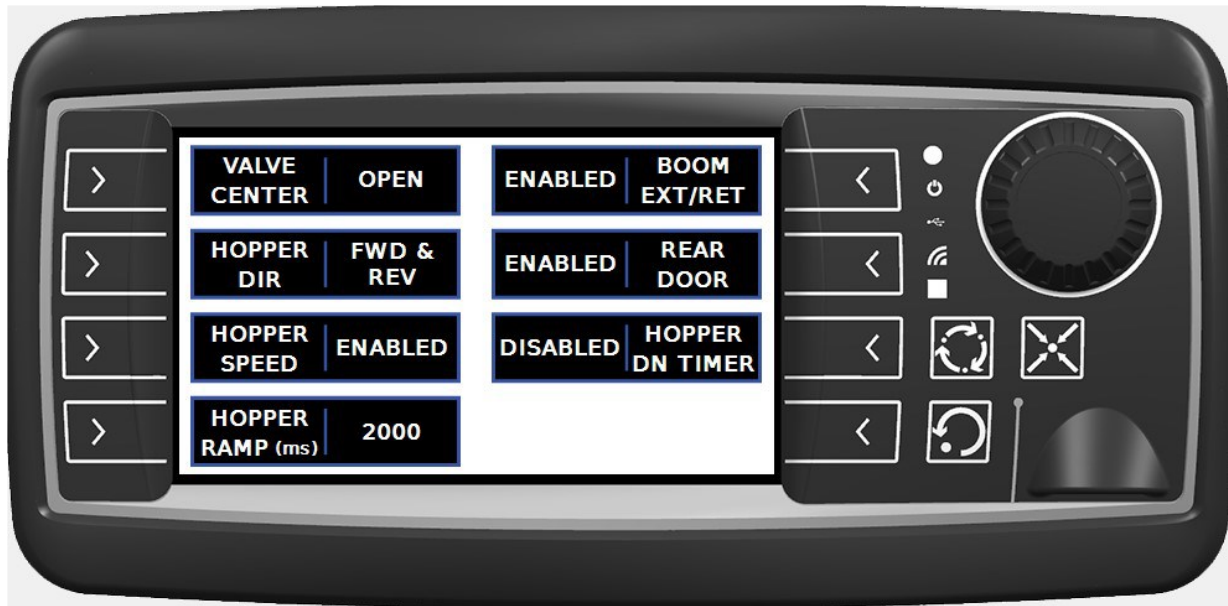 VALVE CENTER OPEN
ENABLED BOOM EXT/RET
HOPPER DIR FWD & REV
ENABLED REAR DOOR
HOPPER SPEED ENABLED
DISABLED HOPPER DN TIMER
HOPPER RAMP (ms) 2000